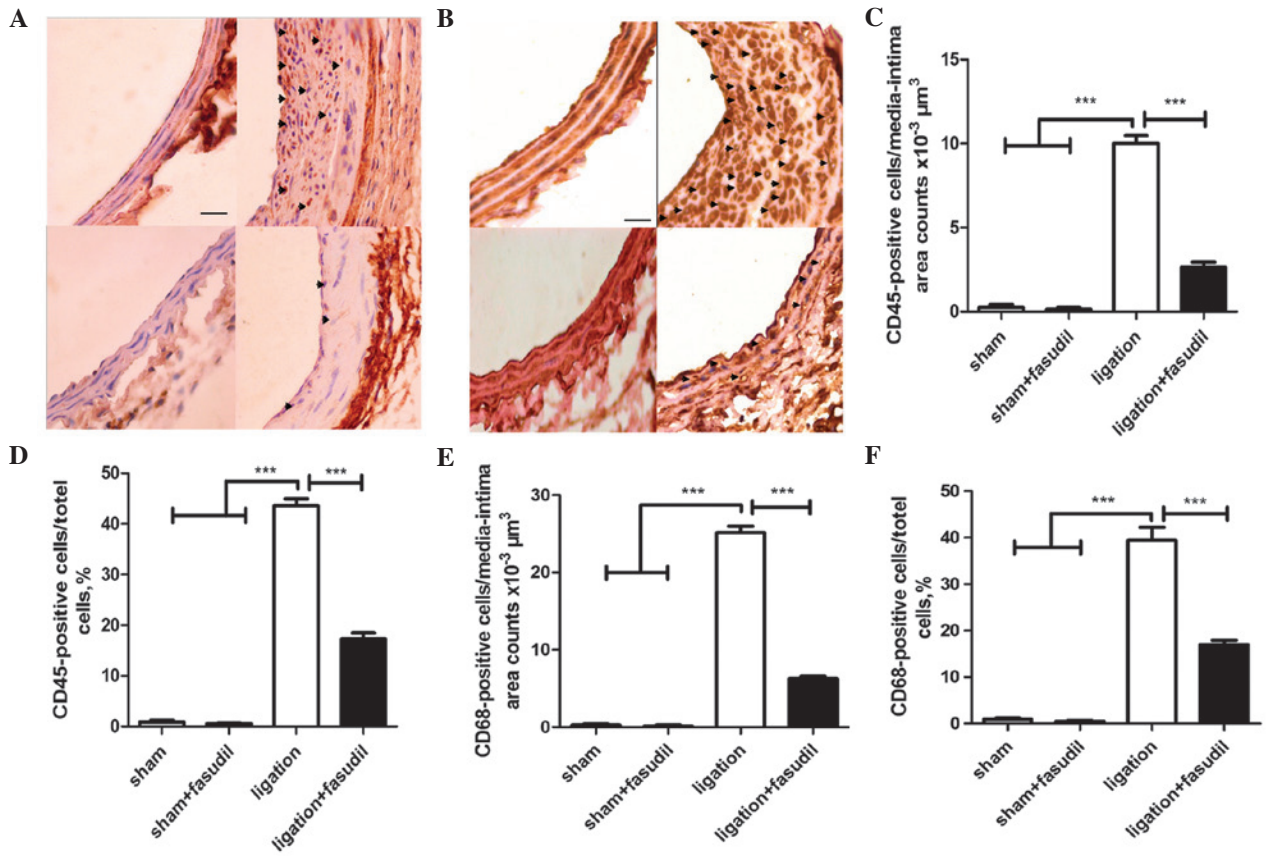 A
B
C
CD45-positive cells/media-intima
area counts x10-3 µm3
15
10
5
0
***
***
sham
sham+fasudil
ligation
ligation+fasudil
D
CD45-positive cells/totel
cells,%
50
40
30
20
10
0
***
***
sham
sham+fasudil
ligation
ligation+fasudil
E
CD68-positive cells/media-intima
area counts x10-3 µm3
30
20
10
0
***
***
sham
sham+fasudil
ligation
ligation+fasudil
F
CD68-positive cells/totel
cells,%
50
40
30
20
10
0
***
***
sham
sham+fasudil
ligation
ligation+fasudil